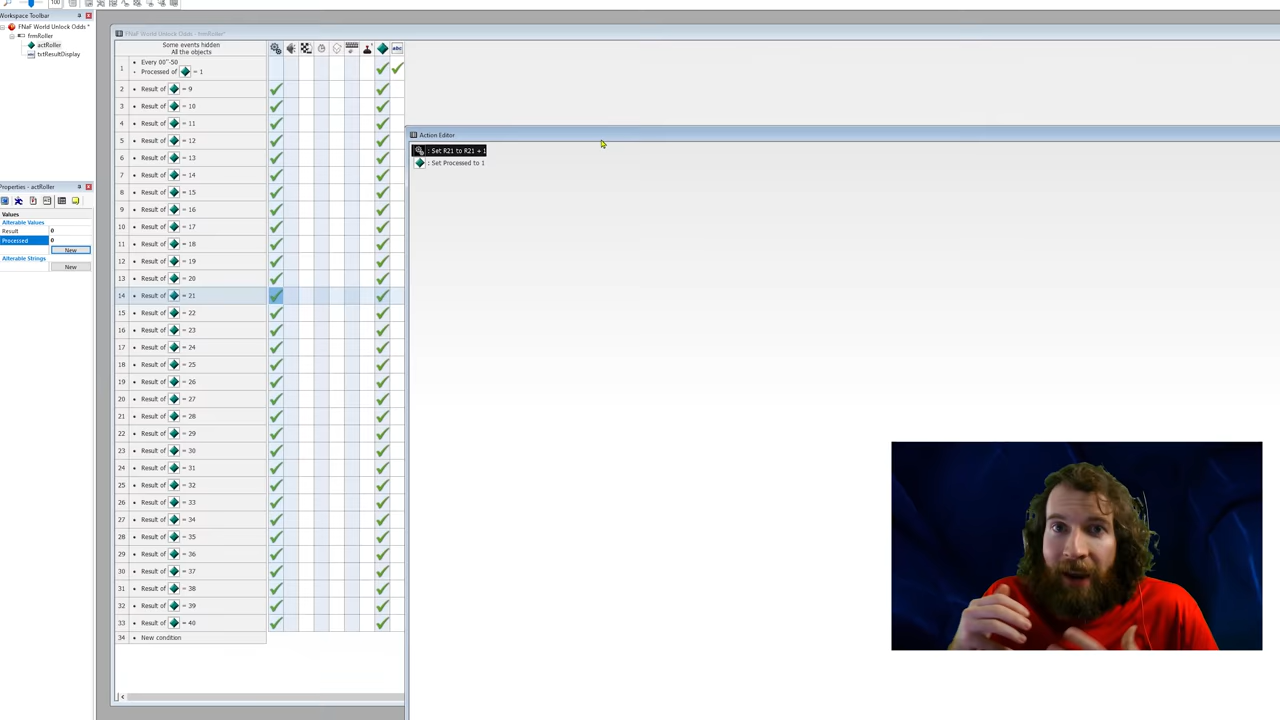 100
Workspace Toolbar
FNaF World Unlock Odds *
frmRoller
actRoller
txtResultDisplay
FNaF World Unlock Odds - frmRoller*
Some events hidden
All the objects
abc
1
• Every 00''-50
• Processed of = 1
2 • Result of = 9
3 • Result of = 10
4 • Result of = 11
5 • Result of = 12
6 • Result of = 13
7 • Result of = 14
8 • Result of = 15
9 • Result of = 16
10 • Result of = 17
11 • Result of = 18
12 • Result of = 19
13 • Result of = 20
14 • Result of = 21
15 • Result of = 22
16 • Result of = 23
17 • Result of = 24
18 • Result of = 25
19 • Result of = 26
20 • Result of = 27
21 • Result of = 28
22 • Result of = 29
23 • Result of = 30
24 • Result of = 31
25 • Result of = 32
26 • Result of = 33
27 • Result of = 34
28 • Result of = 35
29 • Result of = 36
30 • Result of = 37
31 • Result of = 38
32 • Result of = 39
33 • Result of = 40
34 • New condition
Properties - actRoller
Values
Alterable Values
Result 0
Processed 0
New
Alterable Strings
New
Action Editor
: Set R21 to R21 + 1
: Set Processed to 1